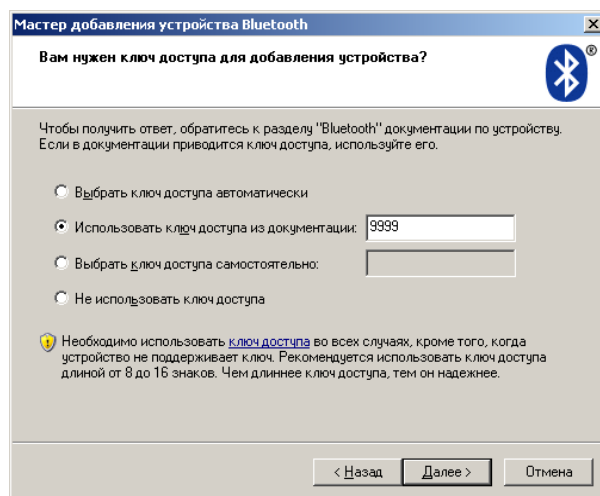 Мастер добавления устройства Bluetooth
Вам нужен ключ доступа для добавления устройства?
®
Чтобы получить ответ, обратитесь к разделу "Bluetooth" документации по устройству.
Если в документации приводится ключ доступа, используйте его.
Выбрать ключ доступа автоматически
Использовать ключ доступа из документации: 9999
Выбрать ключ доступа самостоятельно:
Не использовать ключ доступа
Необходимо использовать ключ доступа во всех случаях, кроме того, когда
устройство не поддерживает ключ. Рекомендуется использовать ключ доступа
длиной от 8 до 16 знаков. Чем длиннее ключ доступа, тем он надежнее.
< Назад Далее > Отмена